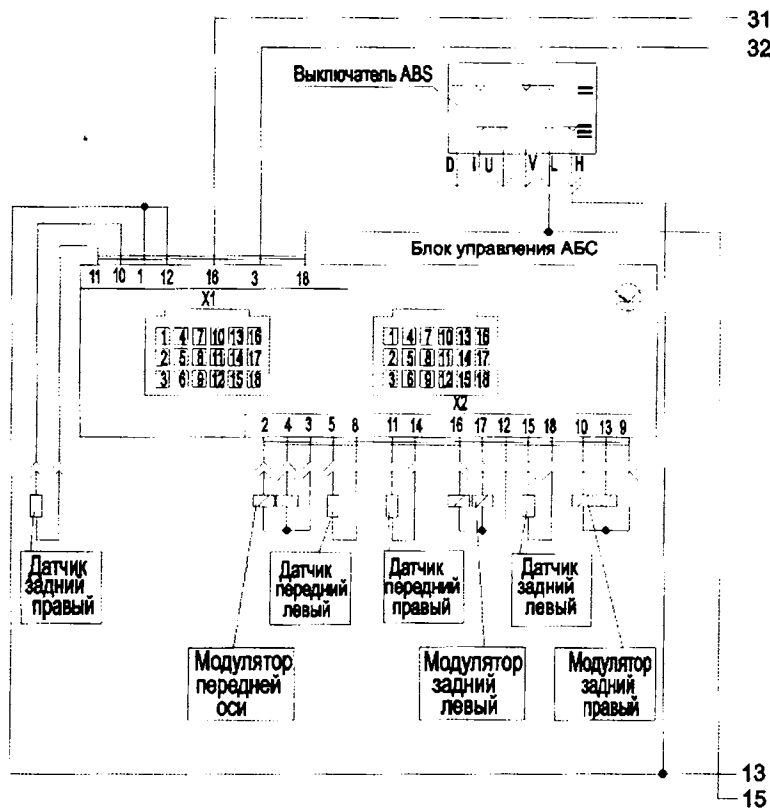 31
32
Выключатель ABS
D I U V L H
Блок управления АБС
11 10 1 12 16 3 18
X1
1 4 7 10 13 16
2 5 8 11 14 17
3 6 9 12 15 18
1 4 7 10 13 16
2 5 8 11 14 17
3 6 9 12 15 18
X2
2 4 3 5 8 11 14 16 17 12 15 18 10 13 9
Датчик
задний
правый
Датчик
передний
левый
Датчик
передний
правый
Датчик
задний
левый
Модулятор
передней
оси
Модулятор
задний
левый
Модулятор
задний
правый
13
15